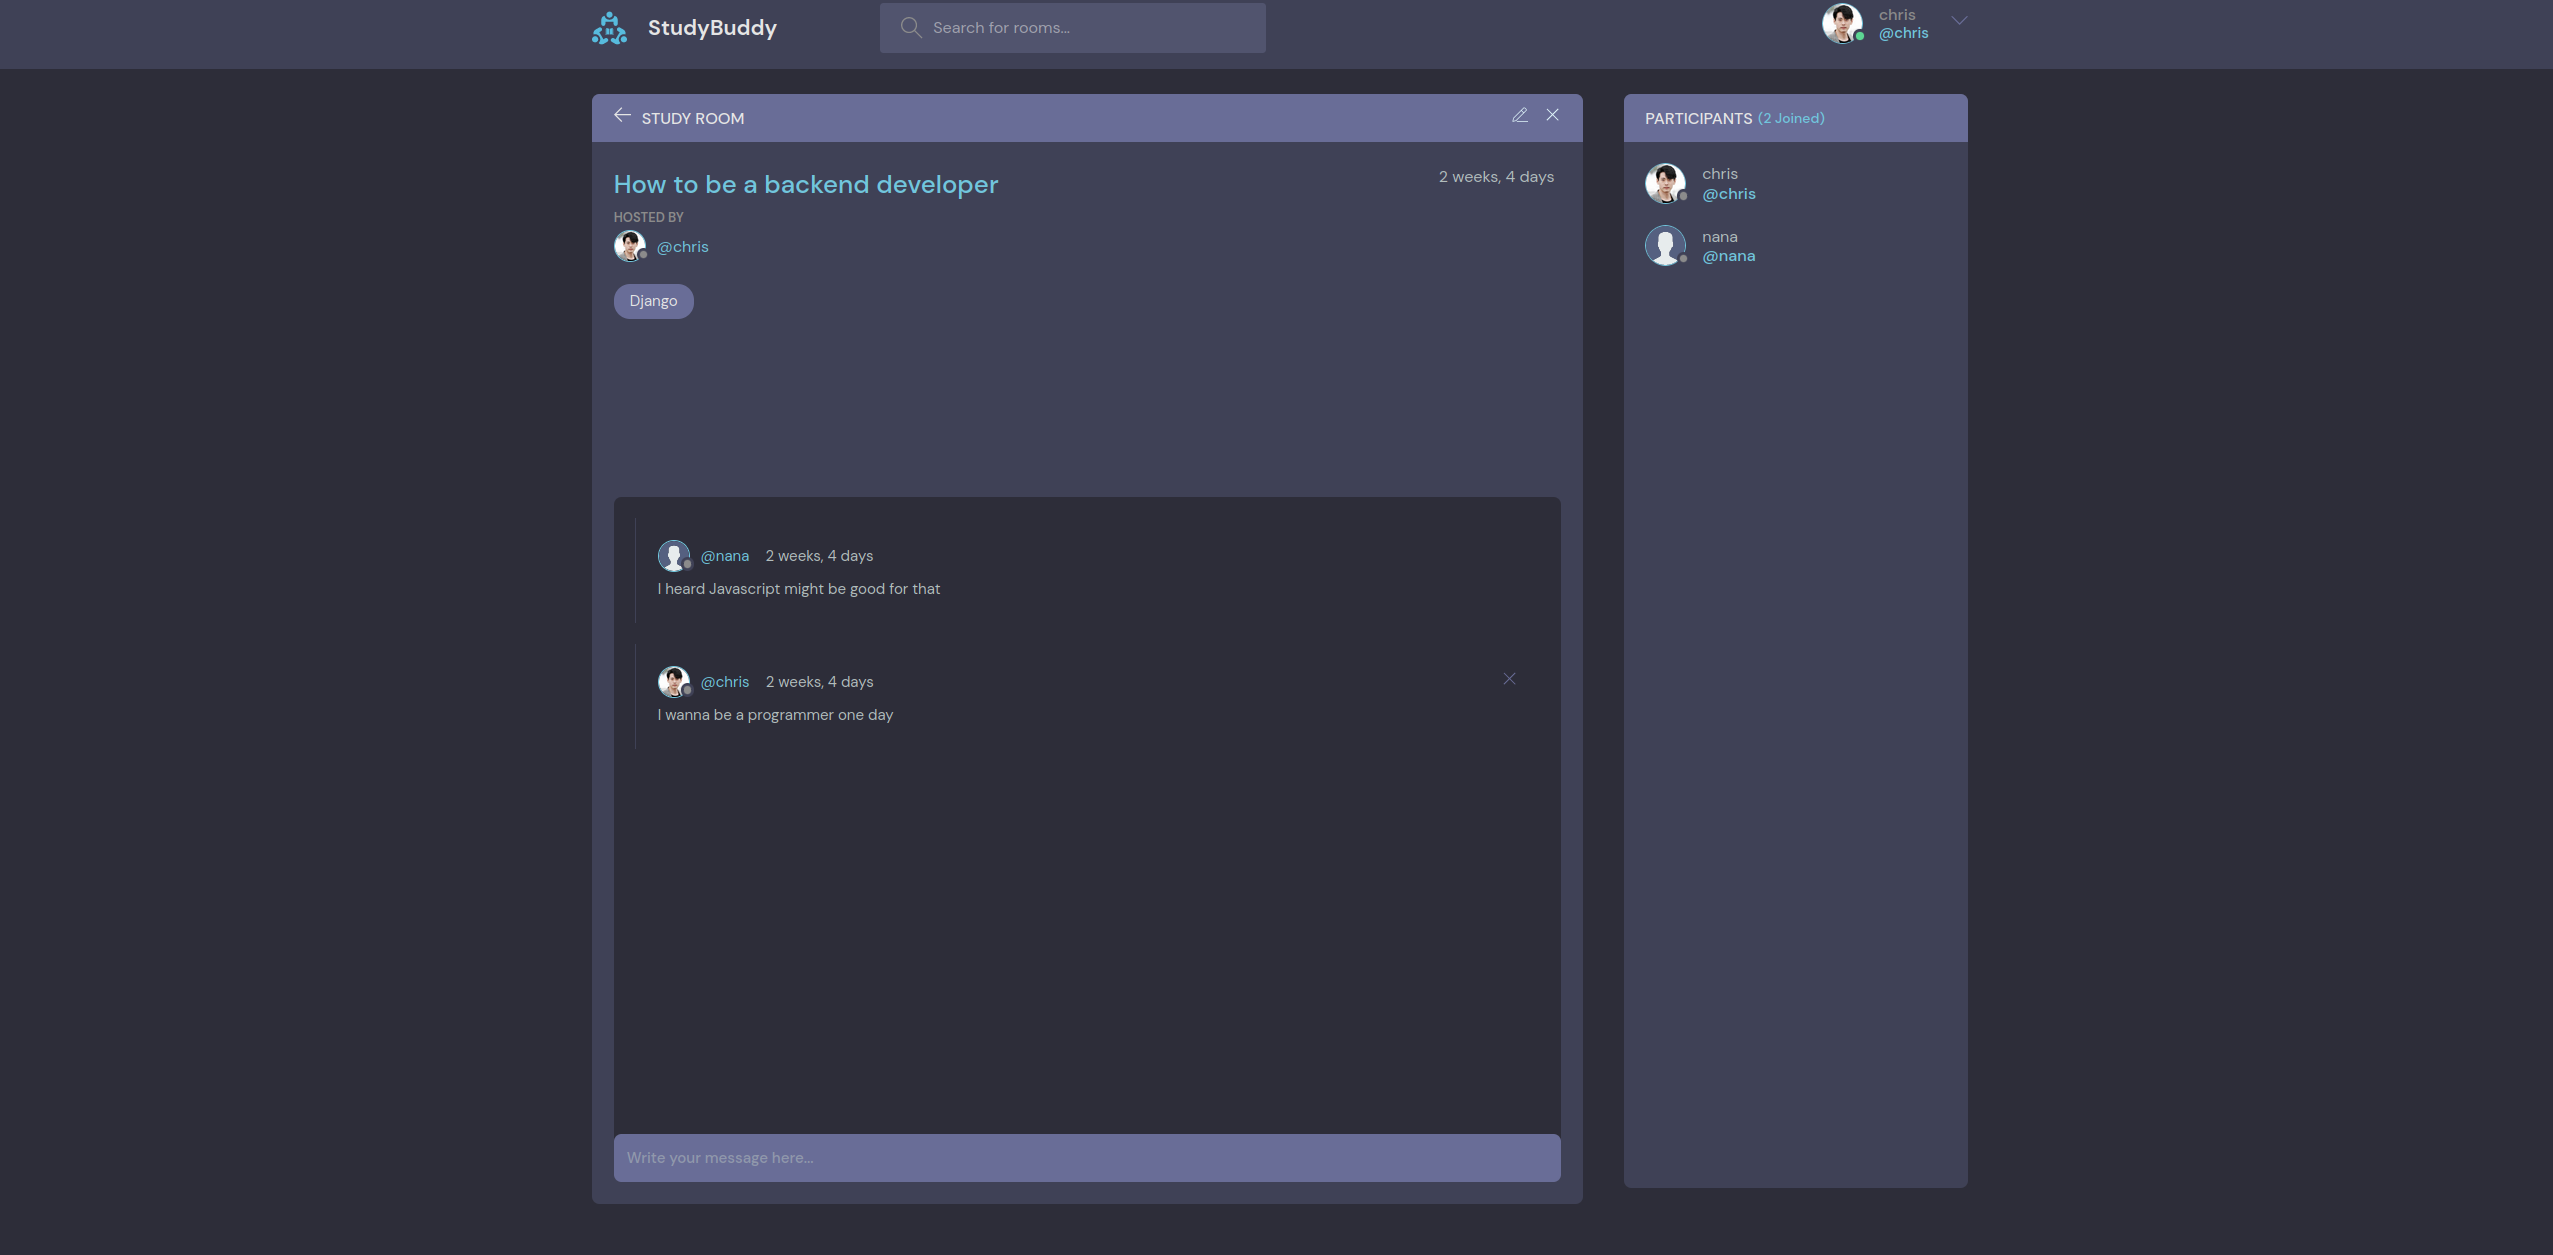 StudyBuddy
Search for rooms...
chris
@chris
STUDY ROOM
How to be a backend developer
2 weeks, 4 days
HOSTED BY
@chris
Django
@nana 2 weeks, 4 days
I heard Javascript might be good for that
@chris 2 weeks, 4 days
I wanna be a programmer one day
Write your message here...
PARTICIPANTS (2 Joined)
chris
@chris
nana
@nana